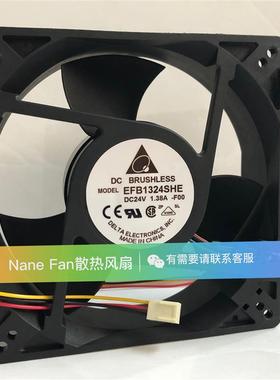 DC BRUSHLESS
MODEL EFB1324SHE
DC24V 1.38A -F00
DELTA ELECTRONICS, INC.
MADE IN CHINA
Nane Fan散热风扇
有需要请联系客服